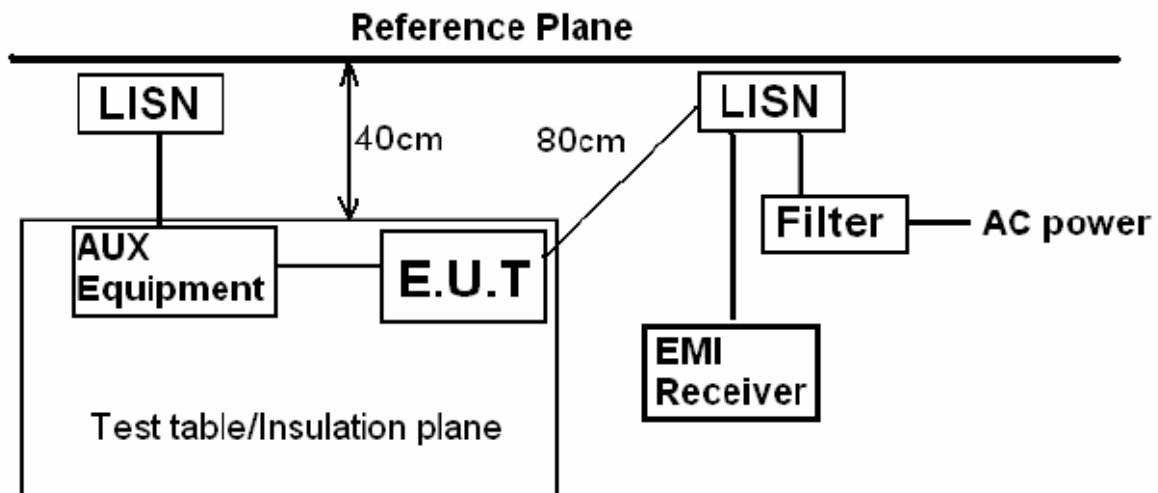 Reference Plane
LISN
LISN
40cm
80cm
Filter
AC power
AUX
Equipment
E.U.T
EMI
Receiver
Test table/Insulation plane